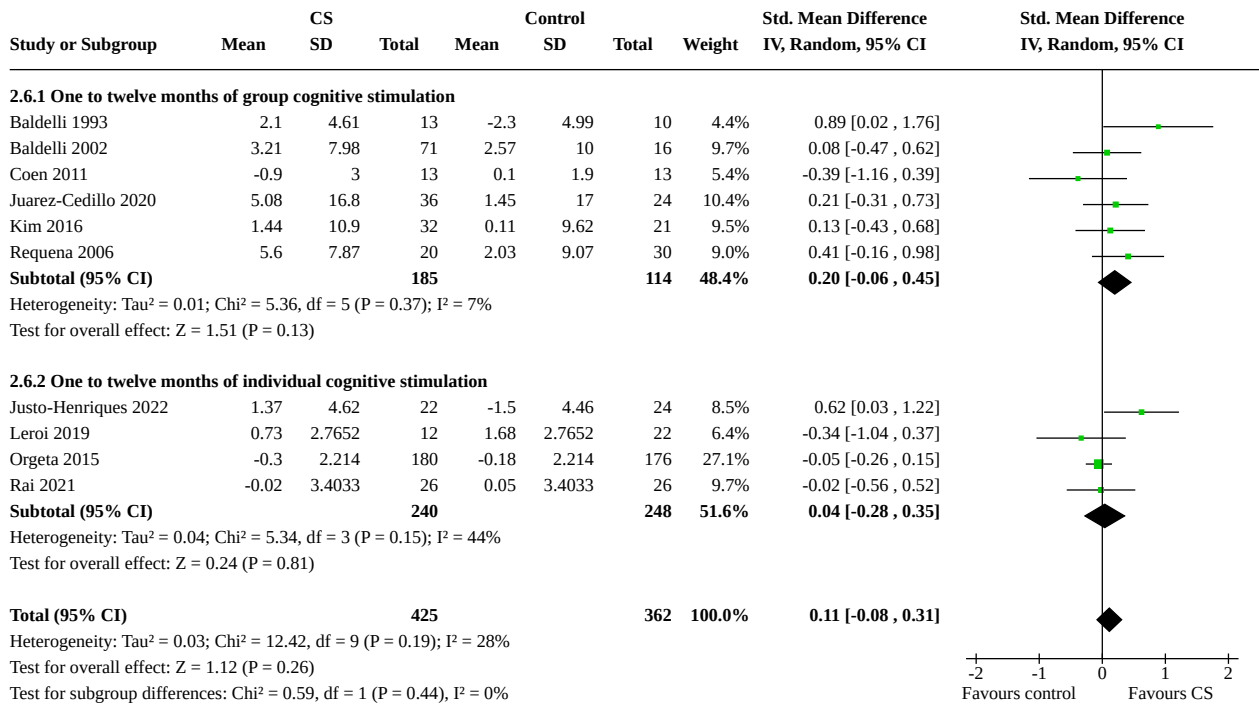 CS Control Std. Mean Difference Std. Mean Difference
Study or Subgroup Mean SD Total Mean SD Total Weight IV, Random, 95% CI IV, Random, 95% CI
2.6.1 One to twelve months of group cognitive stimulation
Baldelli 1993 2.1 4.61 13 -2.3 4.99 10 4.4% 0.89 [0.02 , 1.76]
Baldelli 2002 3.21 7.98 71 2.57 10 16 9.7% 0.08 [-0.47 , 0.62]
Coen 2011 -0.9 3 13 0.1 1.9 13 5.4% -0.39 [-1.16 , 0.39]
Juarez-Cedillo 2020 5.08 16.8 36 1.45 17 24 10.4% 0.21 [-0.31 , 0.73]
Kim 2016 1.44 10.9 32 0.11 9.62 21 9.5% 0.13 [-0.43 , 0.68]
Requena 2006 5.6 7.87 20 2.03 9.07 30 9.0% 0.41 [-0.16 , 0.98]
Subtotal (95% CI) 185 114 48.4% 0.20 [-0.06 , 0.45]
Heterogeneity: Tau² = 0.01; Chi² = 5.36, df = 5 (P = 0.37); I² = 7%
Test for overall effect: Z = 1.51 (P = 0.13)
2.6.2 One to twelve months of individual cognitive stimulation
Justo-Henriques 2022 1.37 4.62 22 -1.5 4.46 24 8.5% 0.62 [0.03 , 1.22]
Leroi 2019 0.73 2.7652 12 1.68 2.7652 22 6.4% -0.34 [-1.04 , 0.37]
Orgeta 2015 -0.3 2.214 180 -0.18 2.214 176 27.1% -0.05 [-0.26 , 0.15]
Rai 2021 -0.02 3.4033 26 0.05 3.4033 26 9.7% -0.02 [-0.56 , 0.52]
Subtotal (95% CI) 240 248 51.6% 0.04 [-0.28 , 0.35]
Heterogeneity: Tau² = 0.04; Chi² = 5.34, df = 3 (P = 0.15); I² = 44%
Test for overall effect: Z = 0.24 (P = 0.81)
Total (95% CI) 425 362 100.0% 0.11 [-0.08 , 0.31]
Heterogeneity: Tau² = 0.03; Chi² = 12.42, df = 9 (P = 0.19); I² = 28%
Test for overall effect: Z = 1.12 (P = 0.26)
Test for subgroup differences: Chi² = 0.59, df = 1 (P = 0.44), I² = 0%
-2 -1 0 1 2
Favours control Favours CS